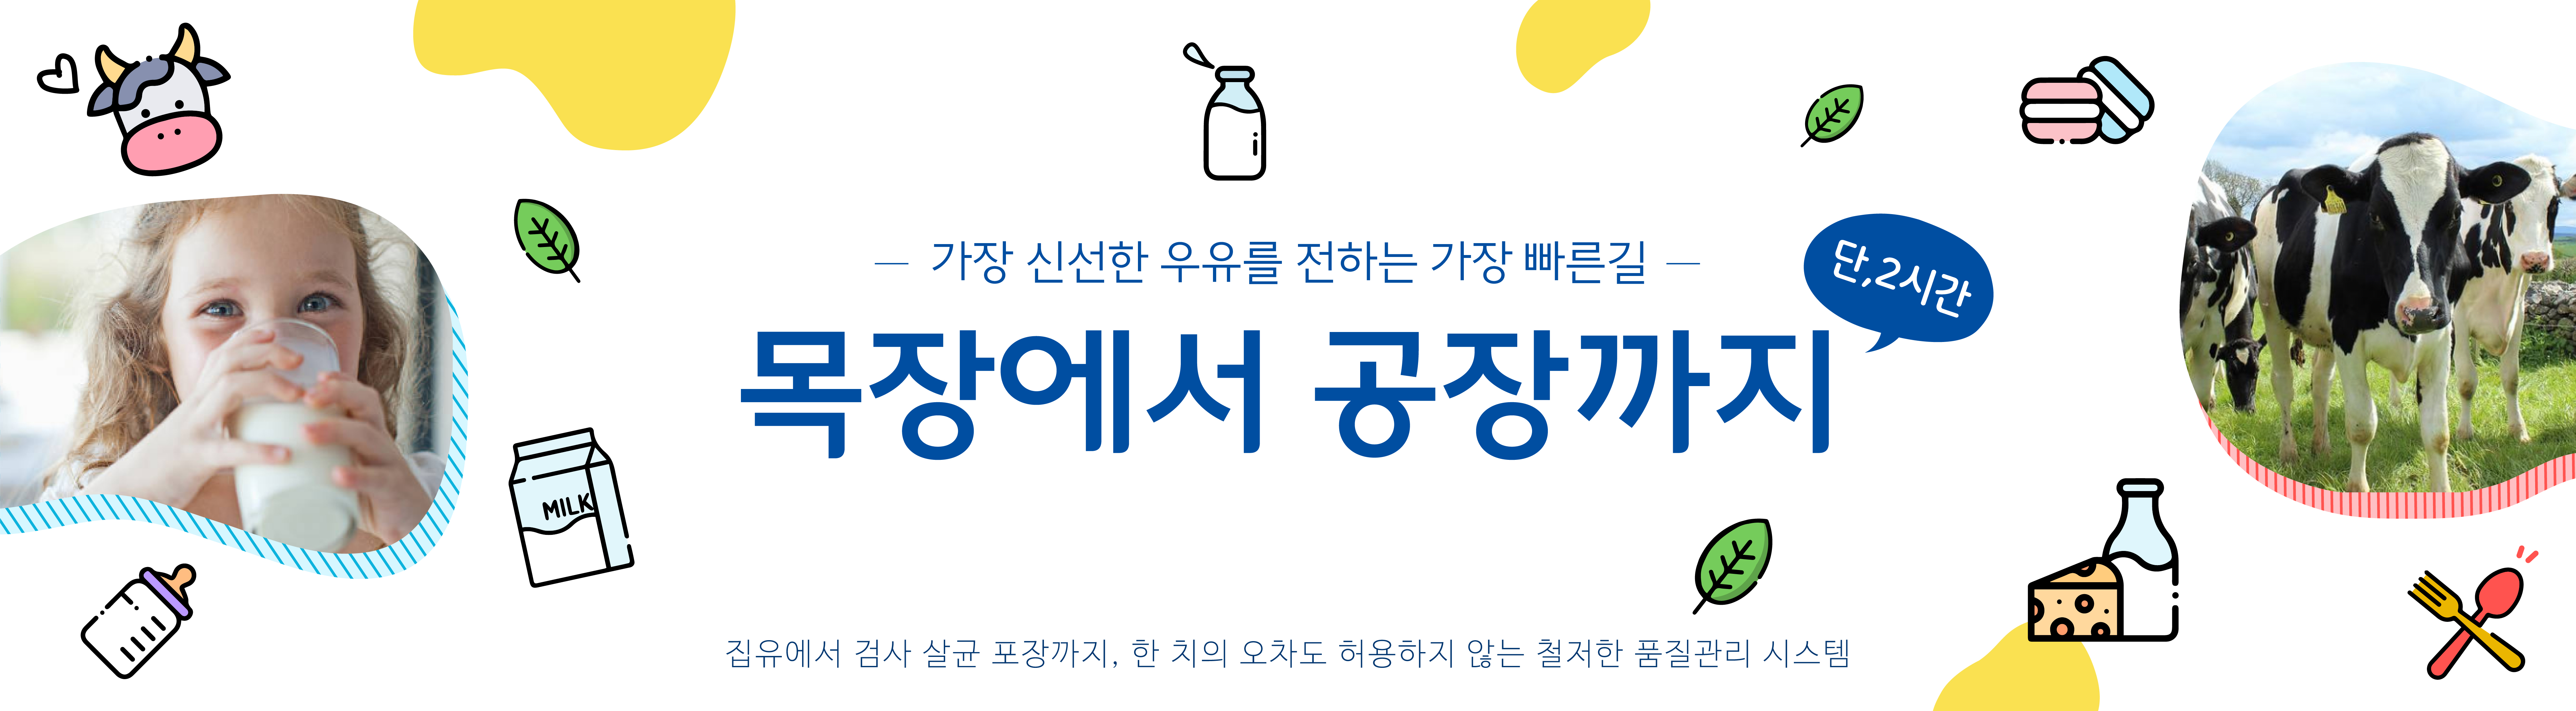 가장 신선한 우유를 전하는 가장 빠른길
단,2시간
목장에서 공장까지
MILK
집유에서 검사 살균 포장까지, 한 치의 오차도 허용하지 않는 철저한 품질관리 시스템